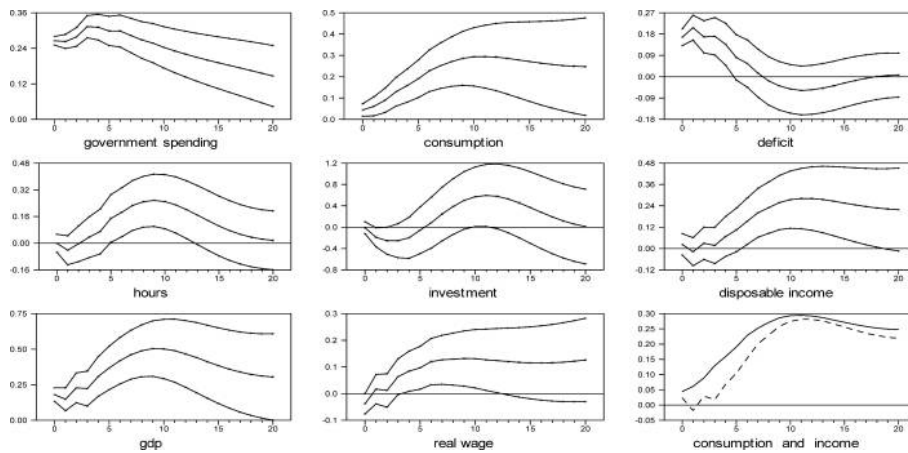 0.36
0.24
0.12
0.00
0 5 10 15 20
government spending
0.5
0.4
0.3
0.2
0.1
0.0
0 5 10 15 20
consumption
0.27
0.18
0.09
0.00
-0.09
-0.18
0 5 10 15 20
deficit
0.48
0.32
0.16
0.00
-0.16
0 5 10 15 20
hours
1.2
0.8
0.4
0.0
-0.4
-0.8
0 5 10 15 20
investment
0.48
0.36
0.24
0.12
0.00
-0.12
0 5 10 15 20
disposable income
0.75
0.50
0.25
0.00
0 5 10 15 20
gdp
0.3
0.2
0.1
0.0
-0.1
0 5 10 15 20
real wage
0.30
0.25
0.20
0.15
0.10
0.05
0.00
-0.05
0 5 10 15 20
consumption and income